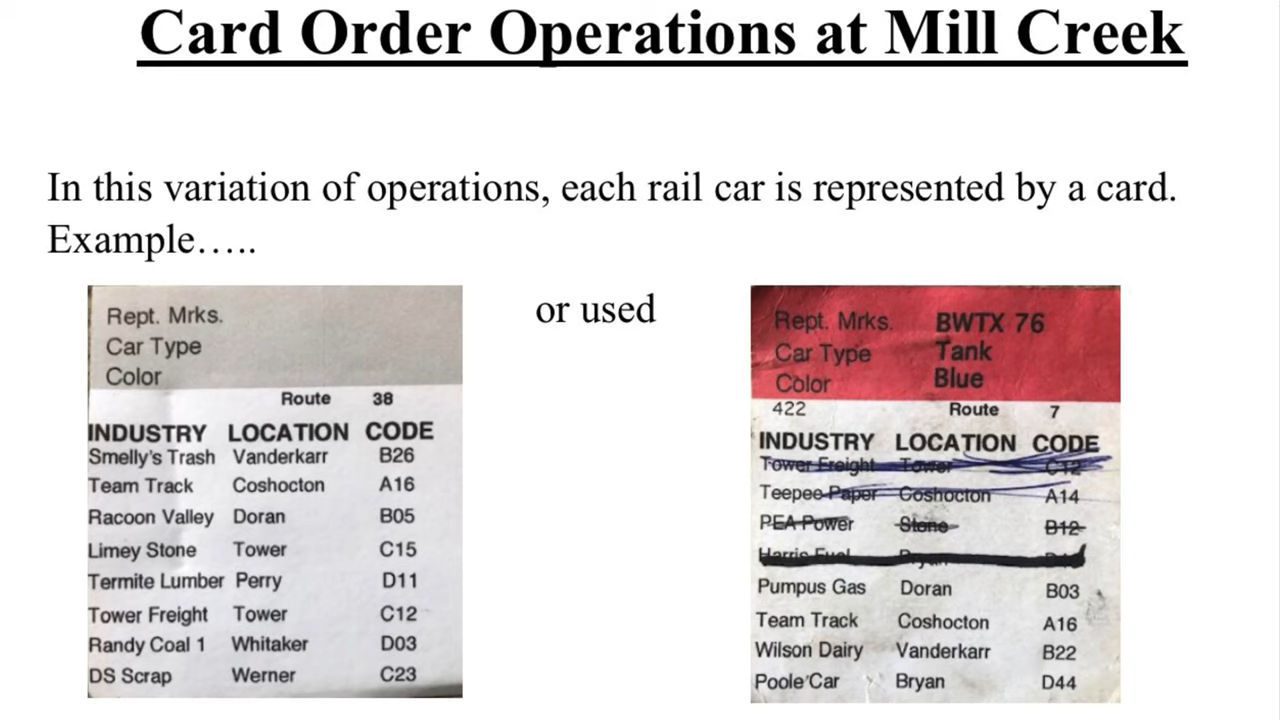 Card Order Operations at Mill Creek
In this variation of operations, each rail car is represented by a card.
Example…..
Rept. Mrks.
Car Type
Color
Route 38
INDUSTRY LOCATION CODE
Smelly's Trash Vanderkarr B26
Team Track Coshocton A16
Racoon Valley Doran B05
Limey Stone Tower C15
Termite Lumber Perry D11
Tower Freight Tower C12
Randy Coal 1 Whitaker D03
DS Scrap Werner C23
or used
Rept. Mrks. BWTX 76
Car Type Tank
Color Blue
422 Route 7
INDUSTRY LOCATION CODE
Tower Freight Tower C12
Teepee Paper Coshocton A14
PEA Power Stone B12
Harris Fuel Bryan
Pumpus Gas Doran B03
Team Track Coshocton A16
Wilson Dairy Vanderkarr B22
Poole Car Bryan D44